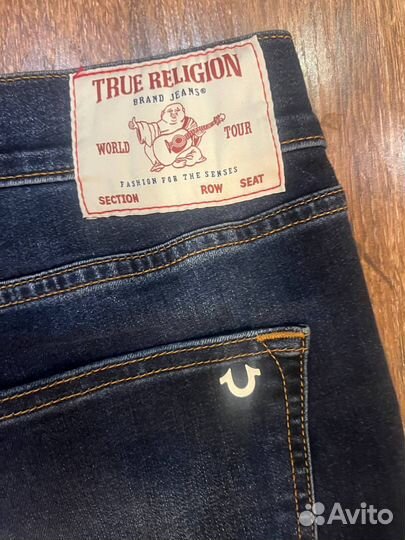 TRUE RELIGION
BRAND JEANS®
WORLD TOUR
FASHION FOR THE SENSES
SECTION ROW SEAT
Avito